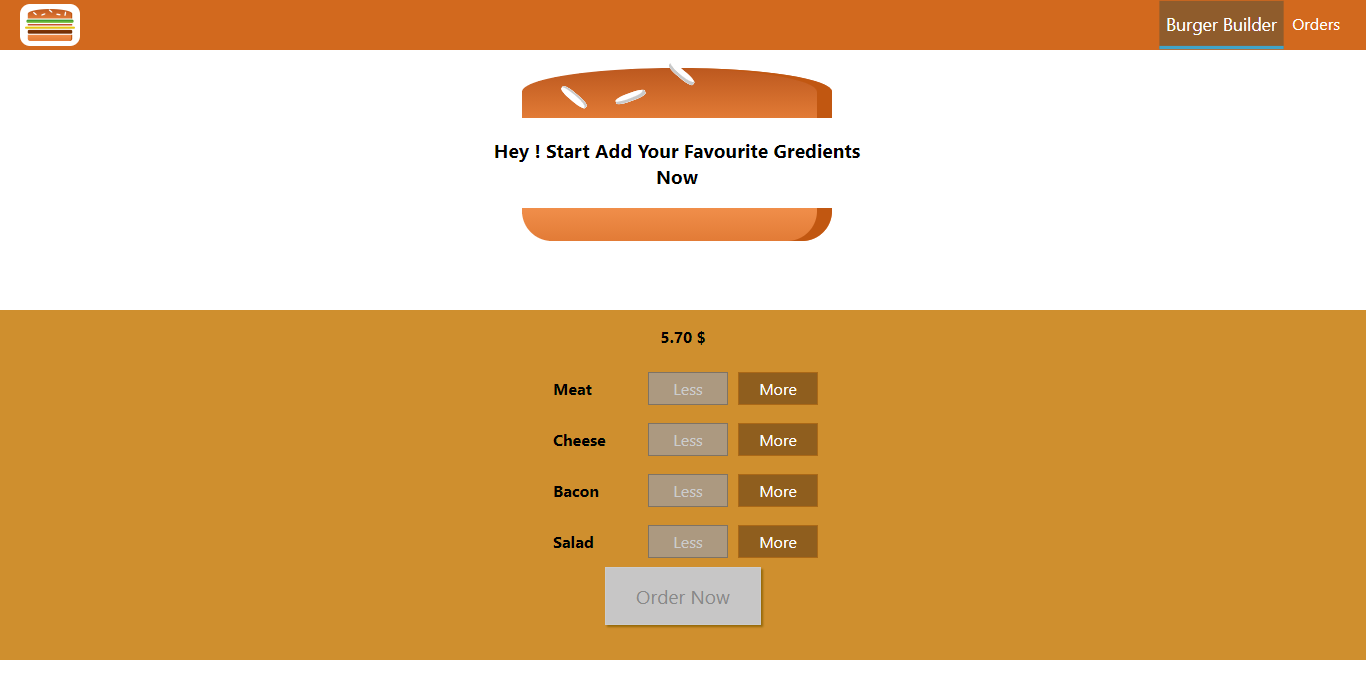 Burger Builder
Orders
Hey ! Start Add Your Favourite Gredients
Now
5.70 $
Meat Less More
Cheese Less More
Bacon Less More
Salad Less More
Order Now